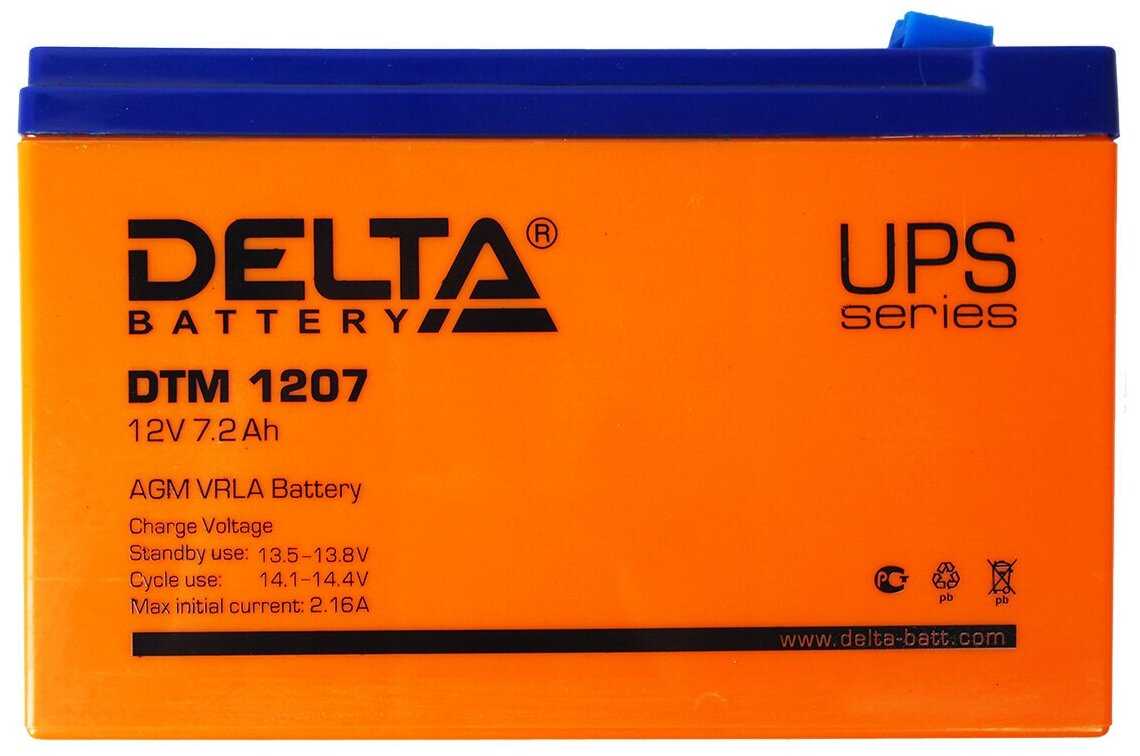 DELTA®
BATTERY
UPS
series
DTM 1207
12V 7.2Ah
AGM VRLA Battery
Charge Voltage
Standby use: 13.5-13.8V
Cycle use: 14.1-14.4V
Max initial current: 2.16A
РСТ
pb
pb
www.delta-batt.com